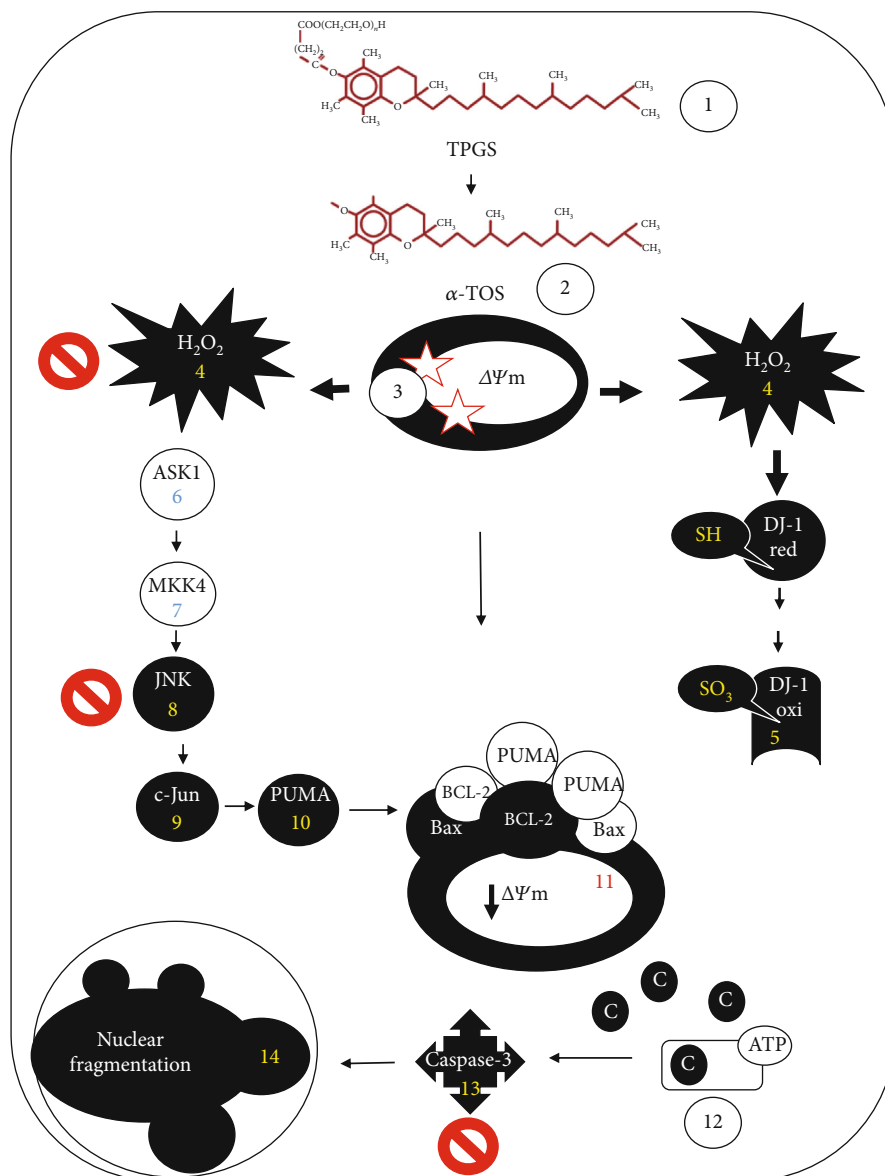 COO(CH₂CH₂O)ₙH
(CH₂)₂
C
O
CH₃
O
H₃C
CH₃
CH₃
CH₃
CH₃
CH₃
CH₃
1
TPGS
O
H₃C
CH₃
O
CH₃
CH₃
CH₃
CH₃
CH₃
2
α-TOS
H₂O₂
4
3
ΔΨm
H₂O₂
4
ASK1
6
SH
DJ-1
red
MKK4
7
JNK
8
SO₃
DJ-1
oxi
5
c-Jun
9
PUMA
10
PUMA
PUMA
BCL-2
BCL-2
Bax
Bax
11
ΔΨm
C
C
C
C
ATP
12
Caspase-3
13
Nuclear
fragmentation
14